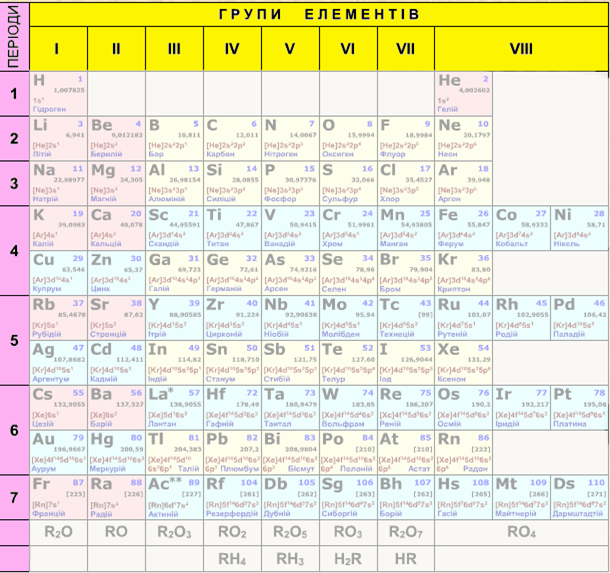 ПЕРІОДИ
ГРУПИ ЕЛЕМЕНТІВ
I II III IV V VI VII VIII
1
H 1 He 2
1,007825 4,002602
1s¹ 1s²
Гідроген Гелій
2
Li 3 Be 4 B 5 C 6 N 7 O 8 F 9 Ne 10
6,941 9,012182 10,811 12,011 14,0067 15,9994 18,9984 20,1797
[He]2s¹ [He]2s² [He]2s²2p¹ [He]2s²2p² [He]2s²2p³ [He]2s²2p⁴ [He]2s²2p⁵ [He]2s²2p⁶
Літій Берилій Бор Карбон Нітроген Оксиген Флуор Неон
3
Na 11 Mg 12 Al 13 Si 14 P 15 S 16 Cl 17 Ar 18
22,98977 24,305 26,981539 28,0855 30,97376 32,066 35,4527 39,948
[Ne]3s¹ [Ne]3s² [Ne]3s²3p¹ [Ne]3s²3p² [Ne]3s²3p³ [Ne]3s²3p⁴ [Ne]3s²3p⁵ [Ne]3s²3p⁶
Натрій Магній Алюміній Силіцій Фосфор Сульфур Хлор Аргон
4
K 19 Ca 20 Sc 21 Ti 22 V 23 Cr 24 Mn 25 Fe 26 Co 27 Ni 28
39,0983 40,078 44,95591 47,867 50,9415 51,9961 54,93805 55,847 58,9332 58,71
[Ar]4s¹ [Ar]4s² [Ar]3d¹4s² [Ar]3d²4s² [Ar]3d³4s² [Ar]3d⁵4s¹ [Ar]3d⁵4s² [Ar]3d⁶4s² [Ar]3d⁷4s² [Ar]3d⁸4s²
Калій Кальцій Скандій Титан Ванадій Хром Манган Ферум Кобальт Нікель
Cu 29 Zn 30 Ga 31 Ge 32 As 33 Se 34 Br 35 Kr 36
63,546 65,37 69,723 72,61 74,9216 78,96 79,904 83,80
[Ar]3d¹⁰4s¹ [Ar]3d¹⁰4s² [Ar]3d¹⁰4s²4p¹ [Ar]3d¹⁰4s²4p² [Ar]3d¹⁰4s²4p³ [Ar]3d¹⁰4s²4p⁴ [Ar]3d¹⁰4s²4p⁵ [Ar]3d¹⁰4s²4p⁶
Купрум Цинк Галій Германій Арсен Селен Бром Криптон
5
Rb 37 Sr 38 Y 39 Zr 40 Nb 41 Mo 42 Tc 43 Ru 44 Rh 45 Pd 46
85,4678 87,62 88,90585 91,224 92,90638 95,94 [99] 101,07 102,9055 106,42
[Kr]5s¹ [Kr]5s² [Kr]4d¹5s² [Kr]4d²5s² [Kr]4d⁴5s¹ [Kr]4d⁵5s¹ [Kr]4d⁵5s² [Kr]4d⁷5s¹ [Kr]4d⁸5s¹
Рубідій Стронцій Ітрій Цирконій Ніобій Молібден Технецій Рутеній Родій Паладій
Ag 47 Cd 48 In 49 Sn 50 Sb 51 Te 52 I 53 Xe 54
107,8682 112,411 114,82 118,710 121,75 127,60 126,9044 131,29
[Kr]4d¹⁰5s¹ [Kr]4d¹⁰5s² [Kr]4d¹⁰5s²5p¹ [Kr]4d¹⁰5s²5p² [Kr]4d¹⁰5s²5p³ [Kr]4d¹⁰5s²5p⁴ [Kr]4d¹⁰5s²5p⁵ [Kr]4d¹⁰5s²5p⁶
Аргентум Кадмій Індій Станум Стибій Телур Іод Ксенон
6
Cs 55 Ba 56 La* 57 Hf 72 Ta 73 W 74 Re 75 Os 76 Ir 77 Pt 78
132,9055 137,327 138,9055 178,49 180,9479 183,85 186,207 190,2 192,217 195,08
[Xe]6s¹ [Xe]6s² [Xe]5d¹6s² [Xe]4f¹⁴5d²6s² [Xe]4f¹⁴5d³6s² [Xe]4f¹⁴5d⁴6s² [Xe]4f¹⁴5d⁵6s² [Xe]4f¹⁴5d⁶6s² [Xe]4f¹⁴5d⁷6s² [Xe]4f¹⁴5d⁹6s¹
Цезій Барій Лантан Гафній Тантал Вольфрам Реній Осмій Іридій Платина
Au 79 Hg 80 Tl 81 Pb 82 Bi 83 Po 84 At 85 Rn 86
196,9667 200,59 204,383 207,2 208,9804 [210] [210] [222]
[Xe]4f¹⁴5d¹⁰6s¹ [Xe]4f¹⁴5d¹⁰6s² [Xe]4f¹⁴5d¹⁰ [Xe]4f¹⁴5d¹⁰6s² [Xe]4f¹⁴5d¹⁰6s² [Xe]4f¹⁴5d¹⁰6s² [Xe]4f¹⁴5d¹⁰6s² [Xe]4f¹⁴5d¹⁰6s²
Аурум Меркурій 6s²6p¹ Талій 6p² Плюмбум 6p³ Бісмут 6p⁴ Полоній 6p⁵ Астат 6p⁶ Радон
7
Fr 87 Ra 88 Ac** 89 Rf 104 Db 105 Sg 106 Bh 107 Hs 108 Mt 109 Ds 110
[223] [226] [227] [261] [262] [263] [262] [265] [266] [271]
[Rn]7s¹ [Rn]7s² [Rn]6d¹7s² [Rn]5f¹⁴6d²7s² [Rn]5f¹⁴6d³7s² [Rn]5f¹⁴6d⁴7s² [Rn]5f¹⁴6d⁵7s² [Rn]5f¹⁴6d⁶7s² [Rn]5f¹⁴6d⁷7s²
Францій Радій Актиній Резерфордій Дубній Сиборгій Борій Гасій Майтнерій Дармштадтій
R₂O RO R₂O₃ RO₂ R₂O₅ RO₃ R₂O₇ RO₄
RH₄ RH₃ H₂R HR